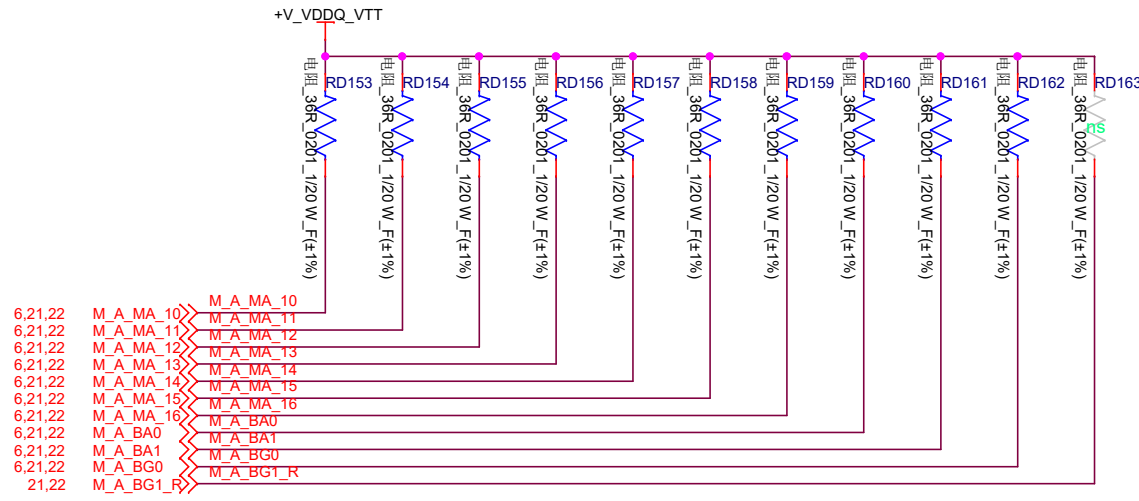 +V_VDDQ_VTT
RD153
RD154
RD155
RD156
RD157
RD158
RD159
RD160
RD161
RD162
RD163
电阻_36R_0201_1/20 W_F(±1%)
电阻_36R_0201_1/20 W_F(±1%)
电阻_36R_0201_1/20 W_F(±1%)
电阻_36R_0201_1/20 W_F(±1%)
电阻_36R_0201_1/20 W_F(±1%)
电阻_36R_0201_1/20 W_F(±1%)
电阻_36R_0201_1/20 W_F(±1%)
电阻_36R_0201_1/20 W_F(±1%)
电阻_36R_0201_1/20 W_F(±1%)
电阻_36R_0201_1/20 W_F(±1%)
电阻_36R_0201_1/20 W_F(±1%)
ns
6,21,22 M_A_MA_10 M_A_MA_10
6,21,22 M_A_MA_11 M_A_MA_11
6,21,22 M_A_MA_12 M_A_MA_12
6,21,22 M_A_MA_13 M_A_MA_13
6,21,22 M_A_MA_14 M_A_MA_14
6,21,22 M_A_MA_15 M_A_MA_15
6,21,22 M_A_MA_16 M_A_MA_16
6,21,22 M_A_BA0 M_A_BA0
6,21,22 M_A_BA1 M_A_BA1
6,21,22 M_A_BG0 M_A_BG0
21,22 M_A_BG1_R M_A_BG1_R